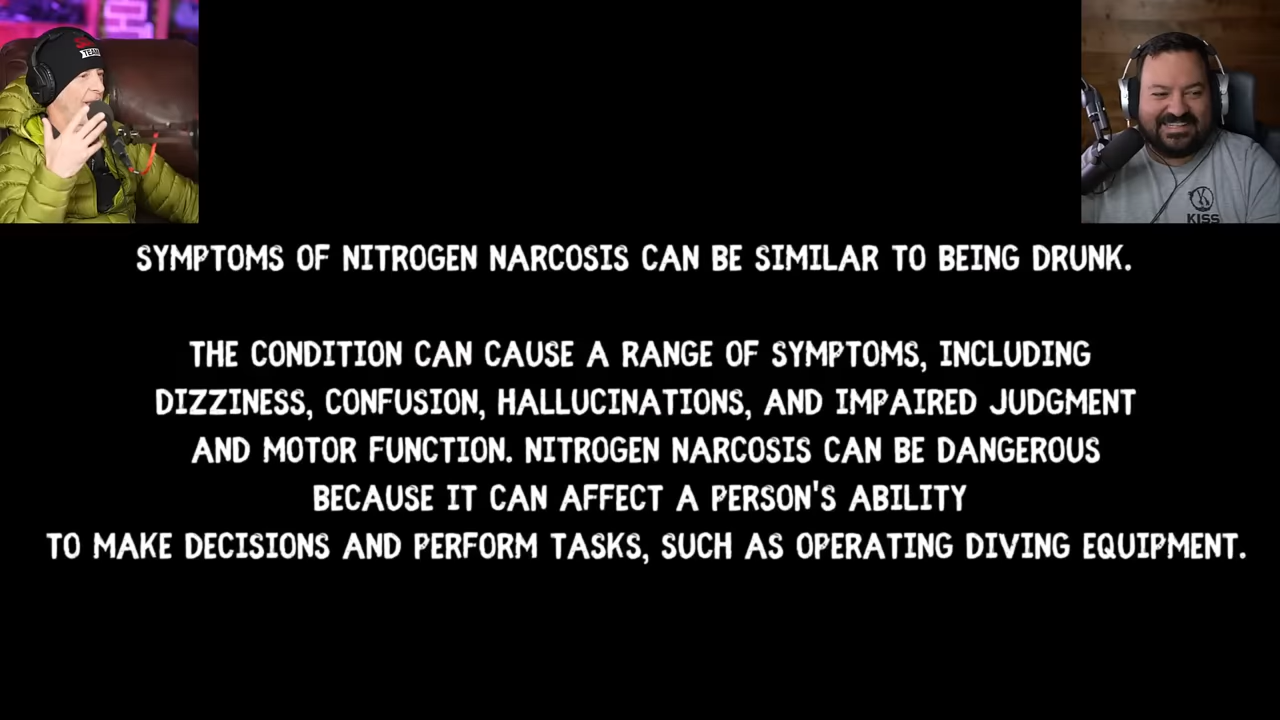 TEAM
KISS
SYMPTOMS OF NITROGEN NARCOSIS CAN BE SIMILAR TO BEING DRUNK.
THE CONDITION CAN CAUSE A RANGE OF SYMPTOMS, INCLUDING
DIZZINESS, CONFUSION, HALLUCINATIONS, AND IMPAIRED JUDGMENT
AND MOTOR FUNCTION. NITROGEN NARCOSIS CAN BE DANGEROUS
BECAUSE IT CAN AFFECT A PERSON'S ABILITY
TO MAKE DECISIONS AND PERFORM TASKS, SUCH AS OPERATING DIVING EQUIPMENT.